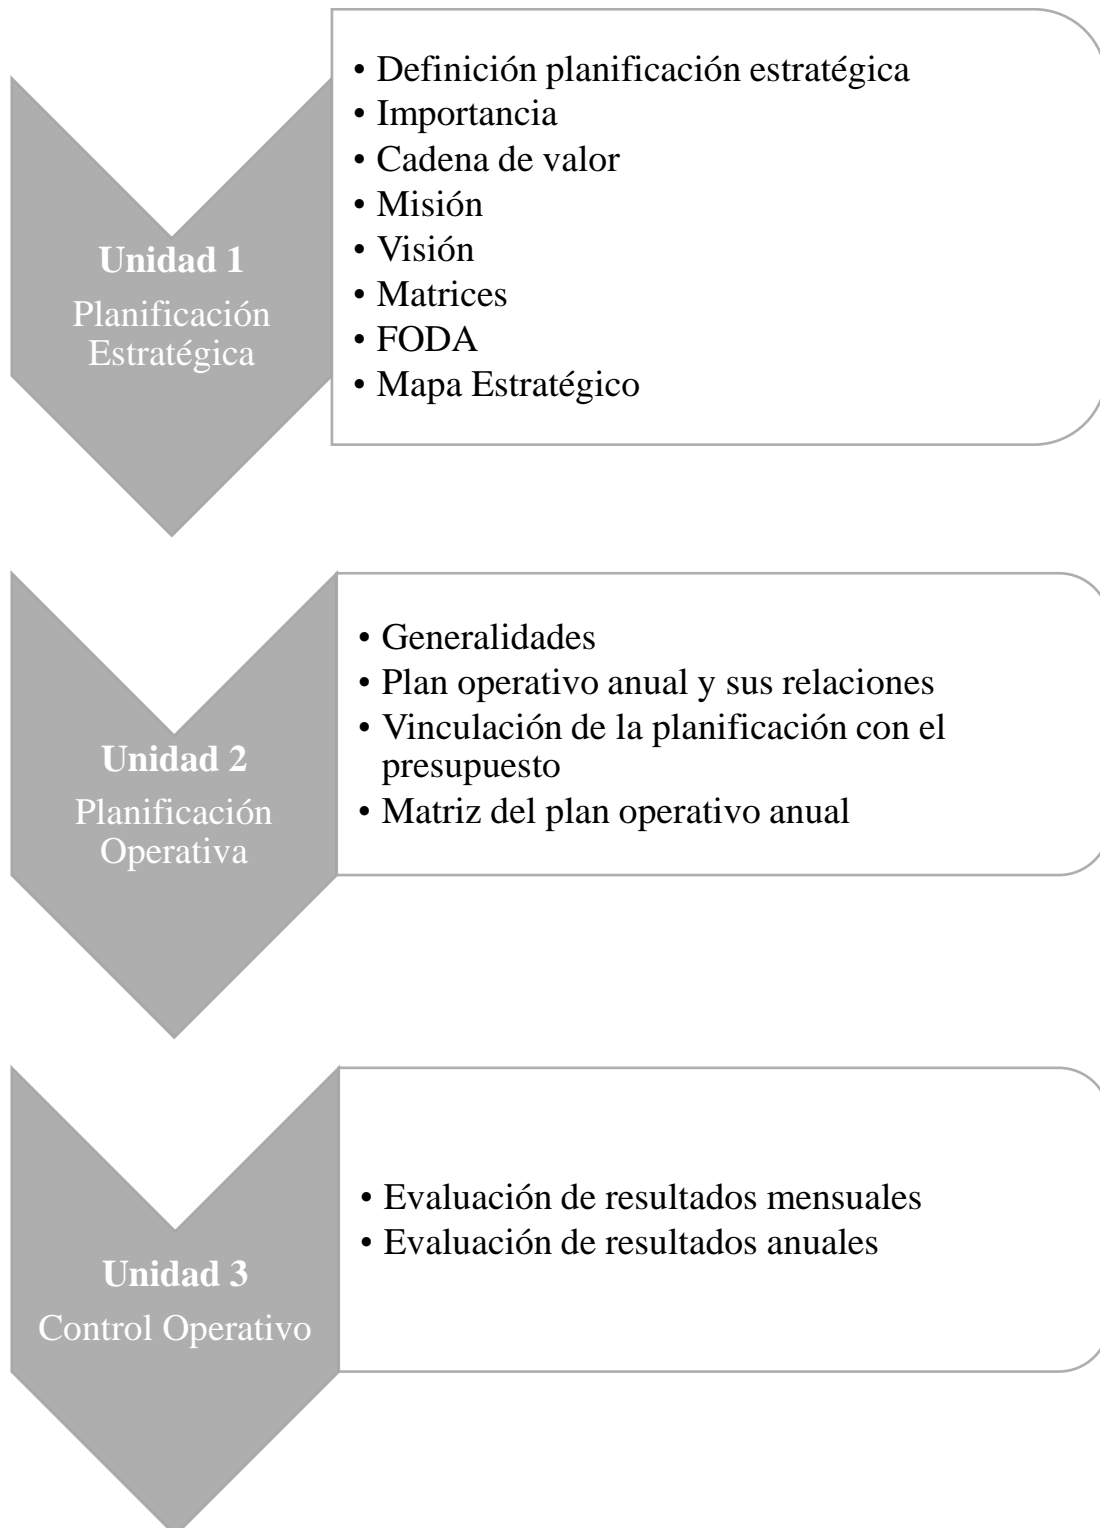 • Definición planificación estratégica
• Importancia
• Cadena de valor
• Misión
• Visión
• Matrices
• FODA
• Mapa Estratégico
Unidad 1
Planificación
Estratégica
• Generalidades
• Plan operativo anual y sus relaciones
• Vinculación de la planificación con el
presupuesto
• Matriz del plan operativo anual
Unidad 2
Planificación
Operativa
• Evaluación de resultados mensuales
• Evaluación de resultados anuales
Unidad 3
Control Operativo